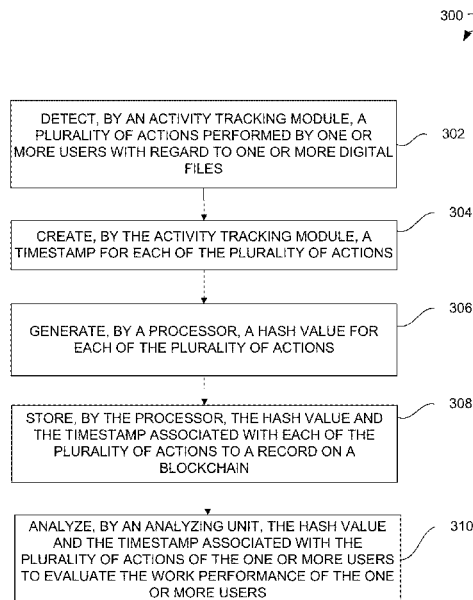 300
DETECT, BY AN ACTIVITY TRACKING MODULE, A
PLURALITY OF ACTIONS PERFORMED BY ONE OR
MORE USERS WITH REGARD TO ONE OR MORE DIGITAL
FILES
302
CREATE, BY THE ACTIVITY TRACKING MODULE, A
TIMESTAMP FOR EACH OF THE PLURALITY OF ACTIONS
304
GENERATE, BY A PROCESSOR, A HASH VALUE FOR
EACH OF THE PLURALITY OF ACTIONS
306
STORE, BY THE PROCESSOR, THE HASH VALUE AND
THE TIMESTAMP ASSOCIATED WITH EACH OF THE
PLURALITY OF ACTIONS TO A RECORD ON A
BLOCKCHAIN
308
ANALYZE, BY AN ANALYZING UNIT, THE HASH VALUE
AND THE TIMESTAMP ASSOCIATED WITH THE
PLURALITY OF ACTIONS OF THE ONE OR MORE USERS
TO EVALUATE THE WORK PERFORMANCE OF THE ONE
OR MORE USERS
310